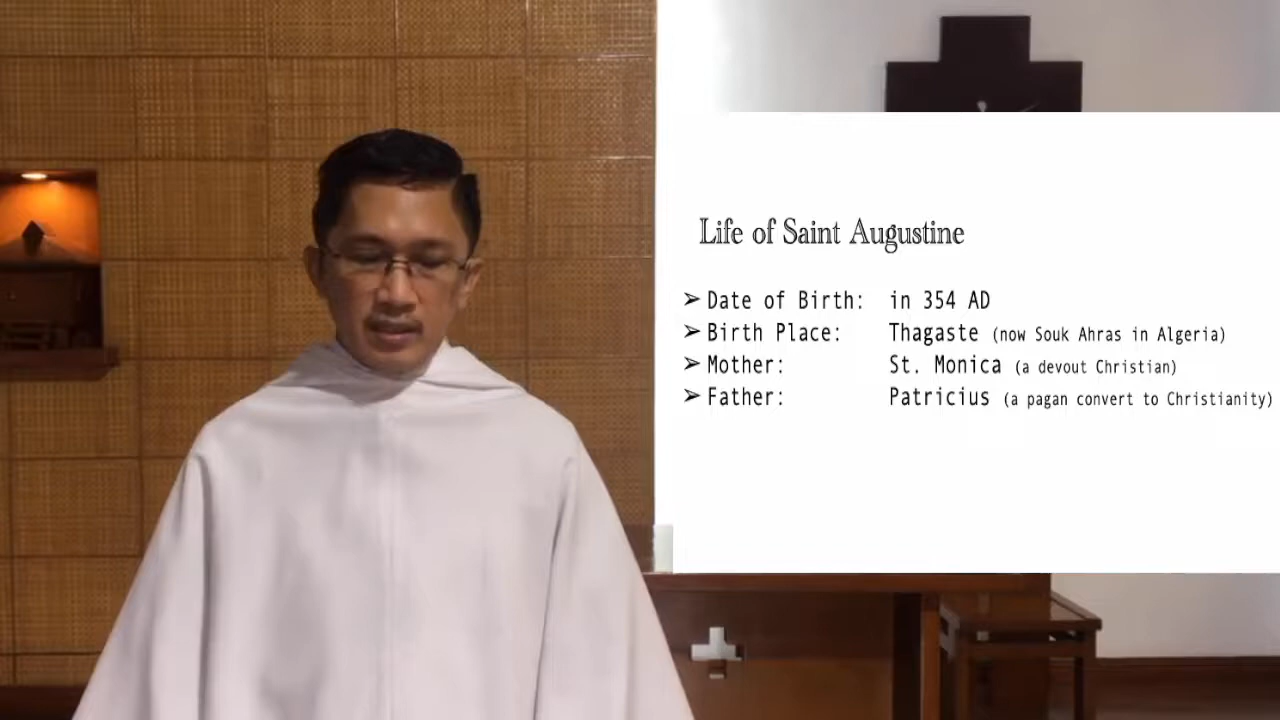 Life of Saint Augustine
➢ Date of Birth: in 354 AD
➢ Birth Place: Thagaste (now Souk Ahras in Algeria)
➢ Mother: St. Monica (a devout Christian)
➢ Father: Patricius (a pagan convert to Christianity)